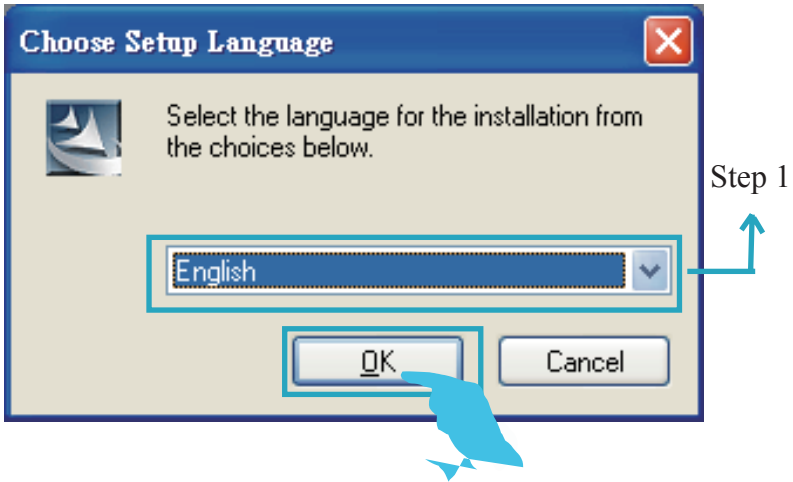 Choose Setup Language
Select the language for the installation from
the choices below.
Step 1
English
OK
Cancel